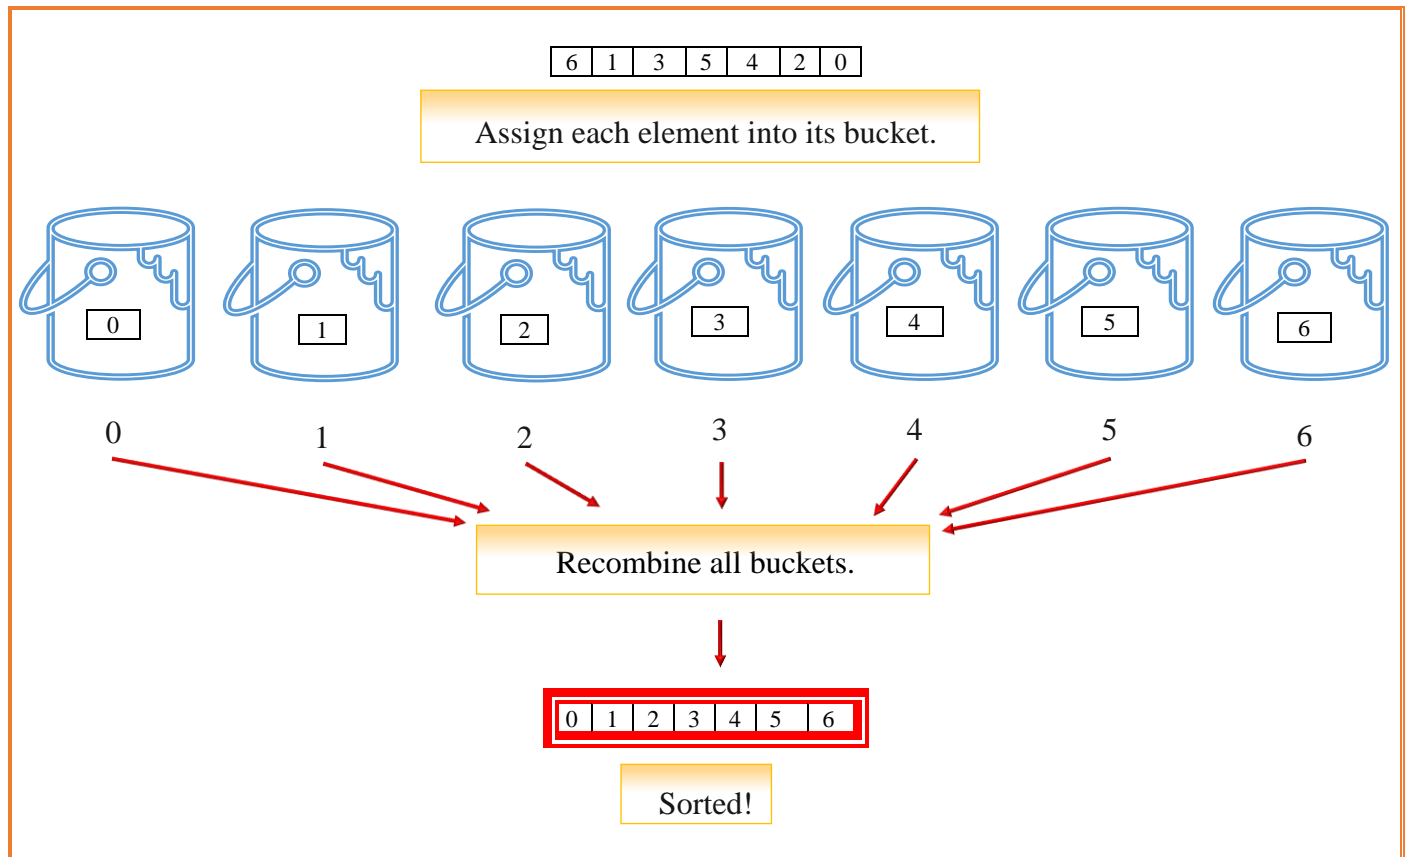 6 1 3 5 4 2 0
Assign each element into its bucket.
0 1 2 3 4 5 6
0 1 2 3 4 5 6
Recombine all buckets.
0 1 2 3 4 5 6
Sorted!